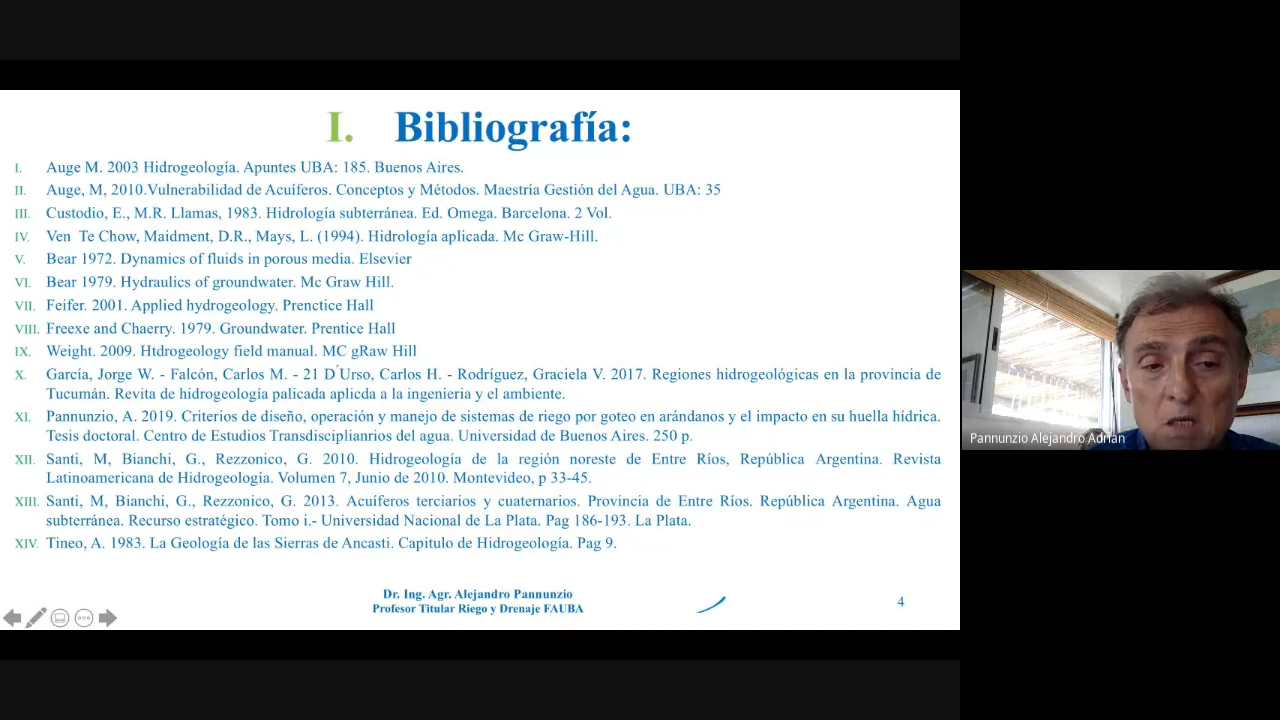 I. Bibliografía:
I. Auge M. 2003 Hidrogeología. Apuntes UBA: 185. Buenos Aires.
II. Auge, M, 2010.Vulnerabilidad de Acuíferos. Conceptos y Métodos. Maestría Gestión del Agua. UBA: 35
III. Custodio, E., M.R. Llamas, 1983. Hidrología subterránea. Ed. Omega. Barcelona. 2 Vol.
IV. Ven Te Chow, Maidment, D.R., Mays, L. (1994). Hidrología aplicada. Mc Graw-Hill.
V. Bear 1972. Dynamics of fluids in porous media. Elsevier
VI. Bear 1979. Hydraulics of groundwater. Mc Graw Hill.
VII. Feifer. 2001. Applied hydrogeology. Prenctice Hall
VIII. Freexe and Chaerry. 1979. Groundwater. Prentice Hall
IX. Weight. 2009. Htdrogeology field manual. MC gRaw Hill
X. García, Jorge W. - Falcón, Carlos M. - 21 D´Urso, Carlos H. - Rodríguez, Graciela V. 2017. Regiones hidrogeológicas en la provincia de
Tucumán. Revita de hidrogeología palicada aplicda a la ingenieria y el ambiente.
XI. Pannunzio, A. 2019. Criterios de diseño, operación y manejo de sistemas de riego por goteo en arándanos y el impacto en su huella hídrica.
Tesis doctoral. Centro de Estudios Transdisciplianrios del agua. Universidad de Buenos Aires. 250 p.
XII. Santi, M, Bianchi, G., Rezzonico, G. 2010. Hidrogeología de la región noreste de Entre Ríos, República Argentina. Revista
Latinoamericana de Hidrogeología. Volumen 7, Junio de 2010. Montevideo, p 33-45.
XIII. Santi, M, Bianchi, G., Rezzonico, G. 2013. Acuíferos terciarios y cuaternarios. Provincia de Entre Ríos. República Argentina. Agua
subterránea. Recurso estratégico. Tomo i.- Universidad Nacional de La Plata. Pag 186-193. La Plata.
XIV. Tineo, A. 1983. La Geología de las Sierras de Ancasti. Capitulo de Hidrogeología. Pag 9.
Dr. Ing. Agr. Alejandro Pannunzio
Profesor Titular Riego y Drenaje FAUBA
4
Pannunzio Alejandro Adrian